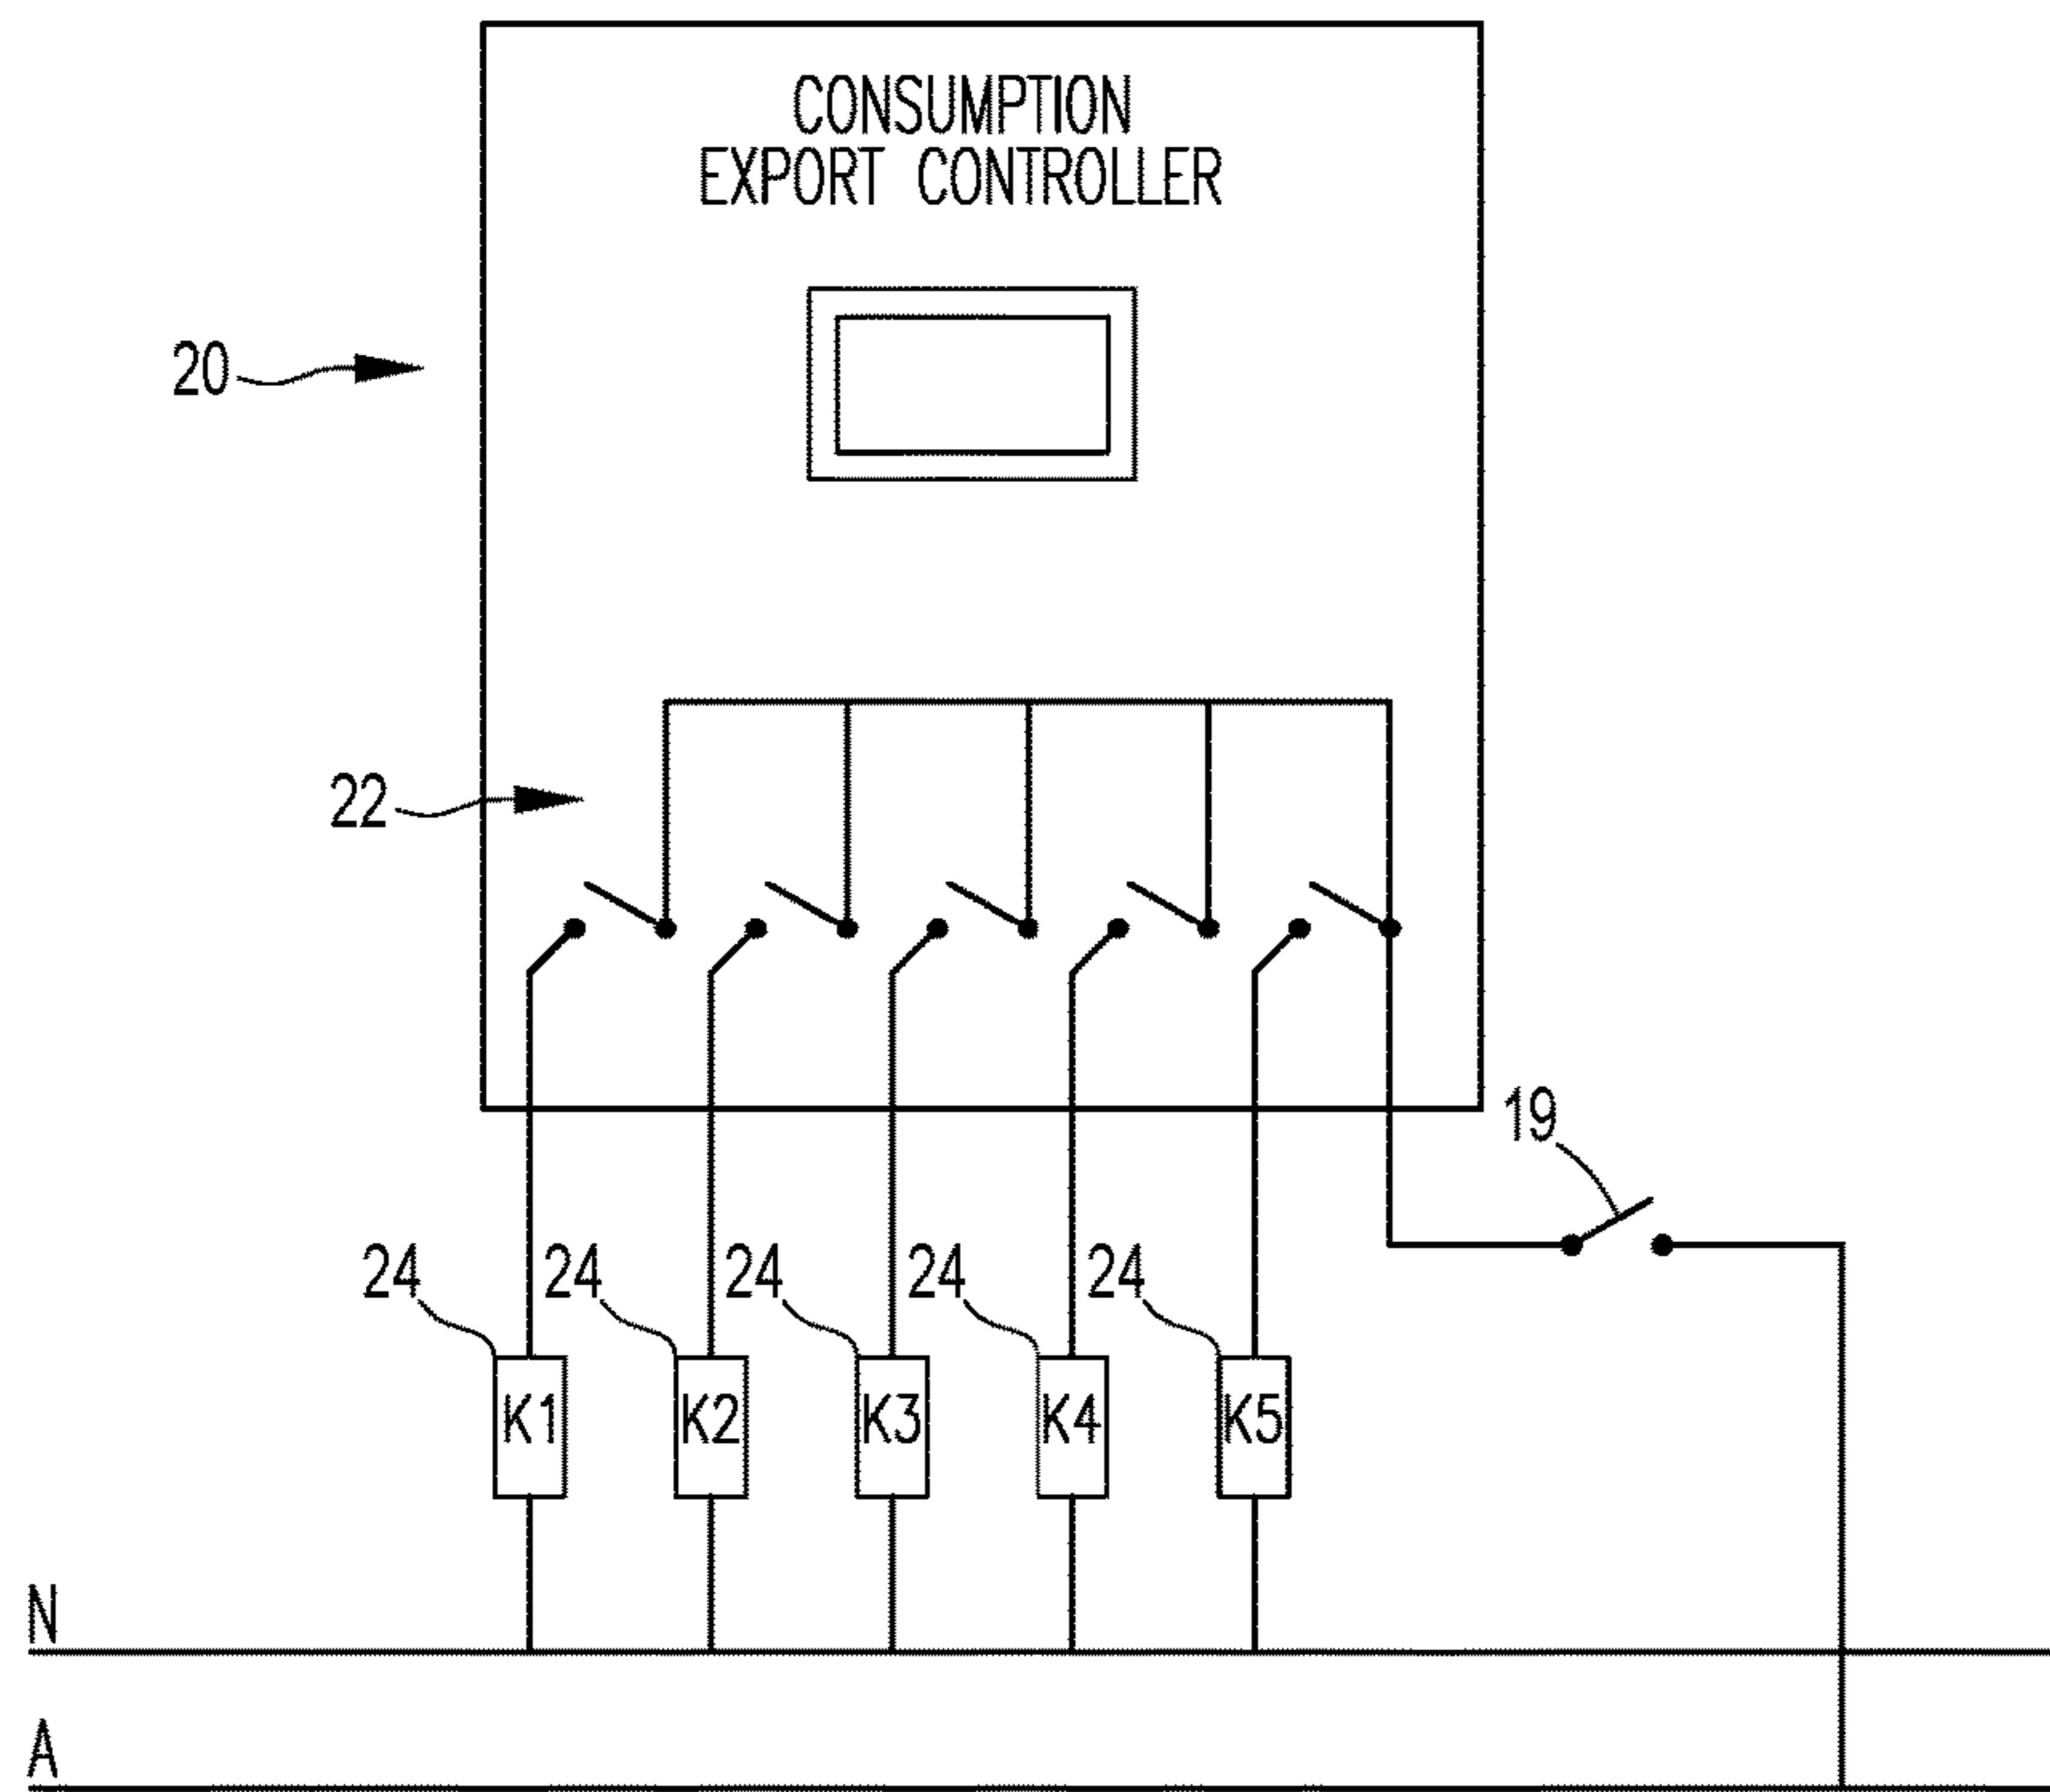 CONSUMPTION
EXPORT CONTROLLER
20
22
19
24 24 24 24 24
K1 K2 K3 K4 K5
N
A